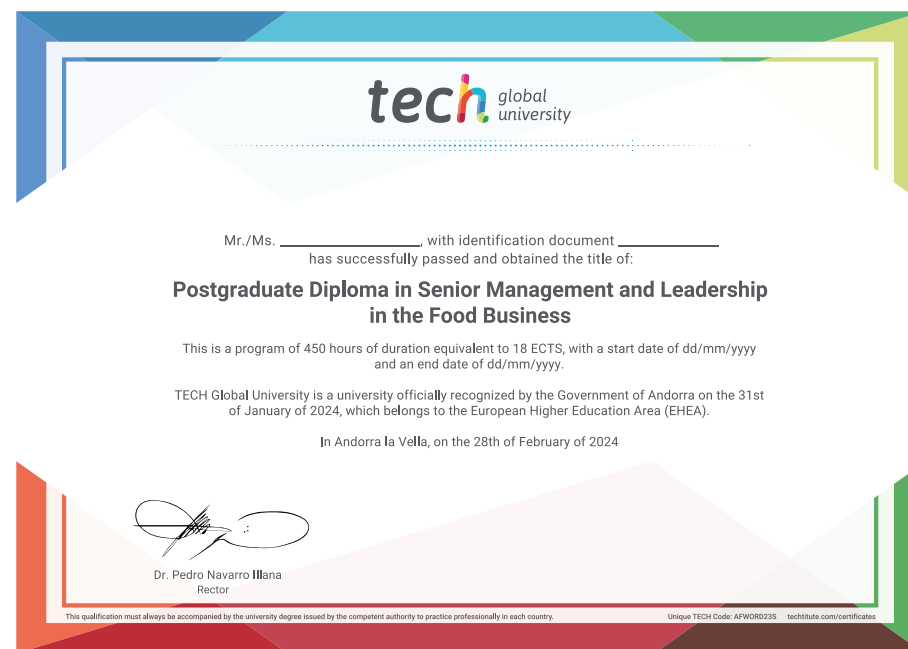 tech global
university
Mr./Ms. ____________________, with identification document ______________
has successfully passed and obtained the title of:
Postgraduate Diploma in Senior Management and Leadership
in the Food Business
This is a program of 450 hours of duration equivalent to 18 ECTS, with a start date of dd/mm/yyyy
and an end date of dd/mm/yyyy.
TECH Global University is a university officially recognized by the Government of Andorra on the 31st
of January of 2024, which belongs to the European Higher Education Area (EHEA).
In Andorra la Vella, on the 28th of February of 2024
Dr. Pedro Navarro Illana
Rector
This qualification must always be accompanied by the university degree issued by the competent authority to practice professionally in each country. Unique TECH Code: AFWORD23S techtitute.com/certificates